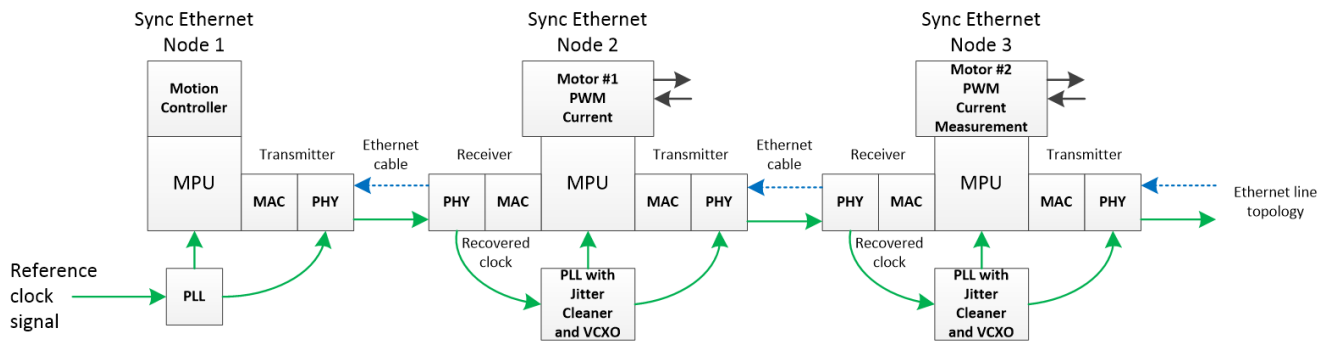 Sync Ethernet
Node 1
Sync Ethernet
Node 2
Sync Ethernet
Node 3
Motion
Controller
Motor #1
PWM
Current
Motor #2
PWM
Current
Measurement
MPU
Transmitter
MAC
PHY
Ethernet
cable
Receiver
PHY
MAC
MPU
Transmitter
MAC
PHY
Ethernet
cable
Receiver
PHY
MAC
MPU
Transmitter
MAC
PHY
Ethernet line
topology
Reference
clock
signal
PLL
Recovered
clock
PLL with
Jitter
Cleaner
and VCXO
Recovered
clock
PLL with
Jitter
Cleaner
and VCXO